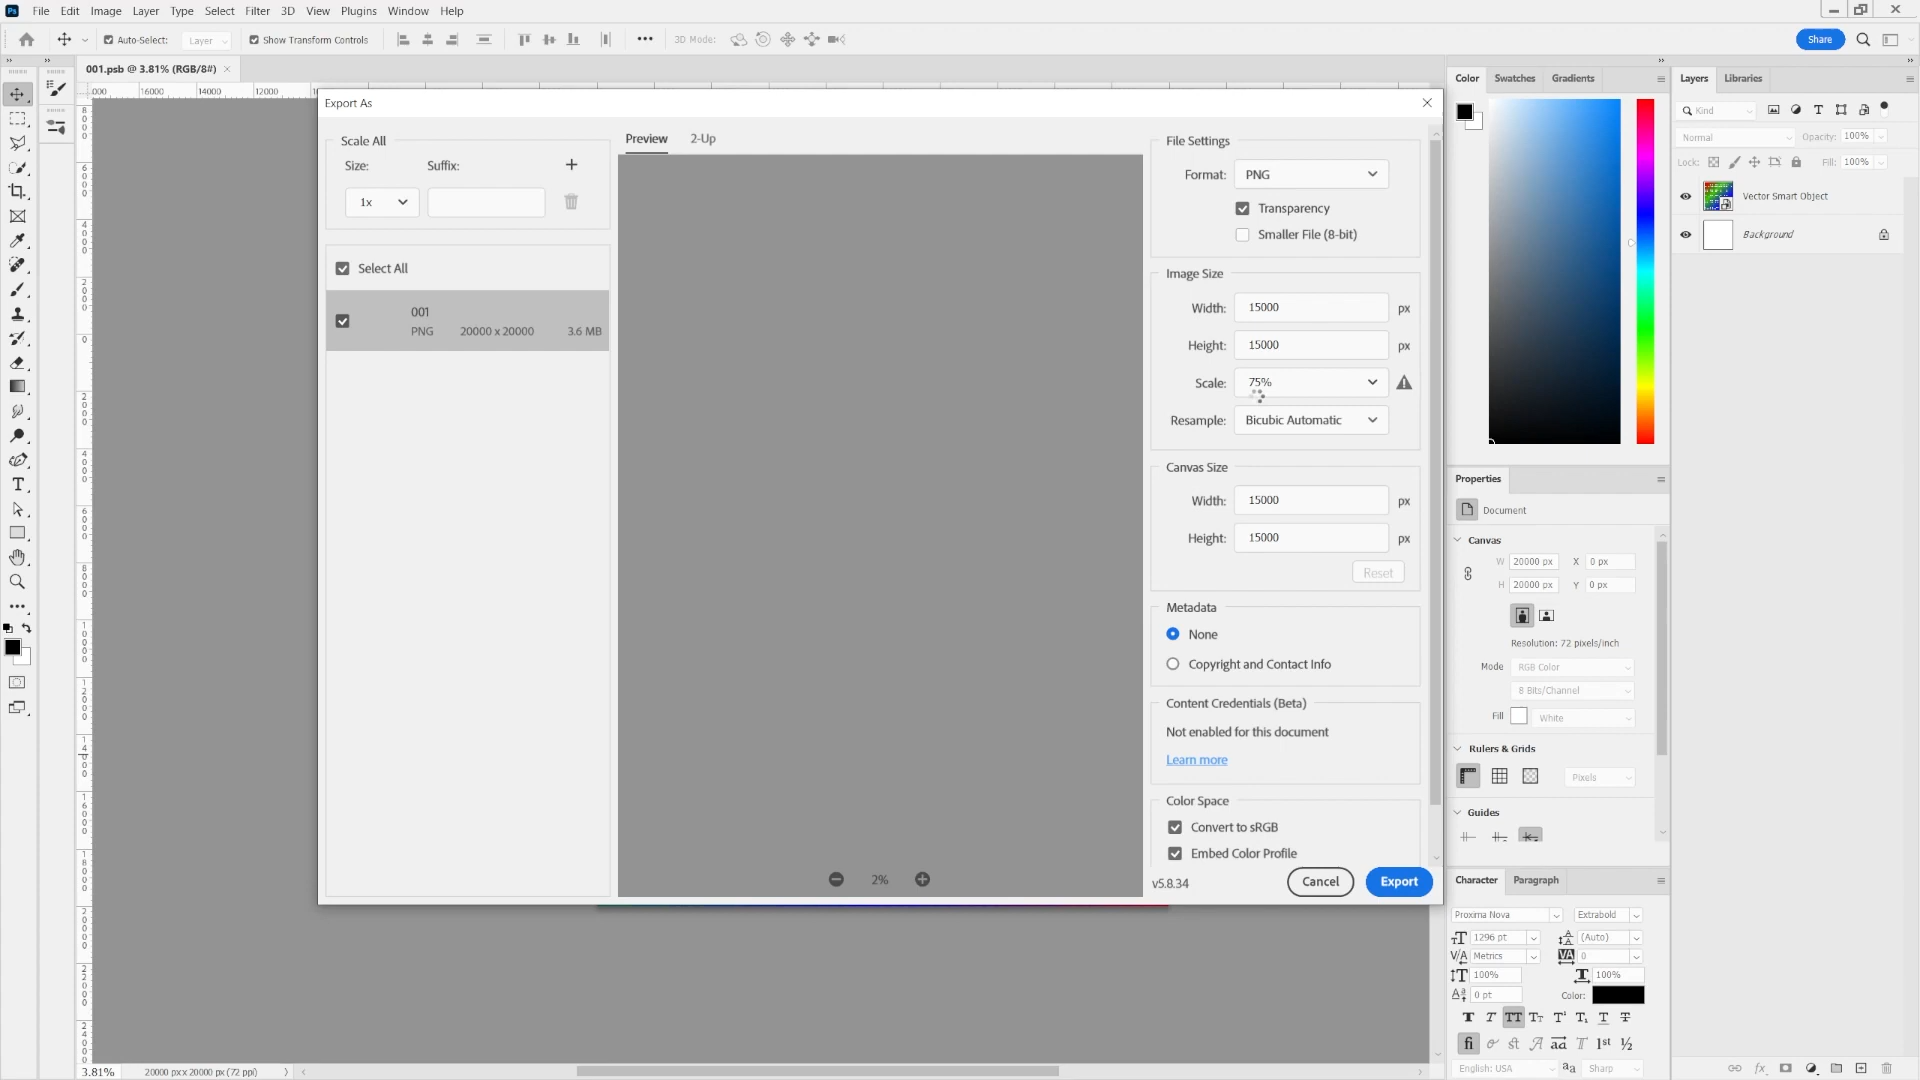 Ps File Edit Image Layer Type Select Filter 3D View Plugins Window Help
Auto-Select: Layer Show Transform Controls 3D Mode: Share
001.psb @ 3.81% (RGB/8#)
16000 14000 12000
Export As
Scale All
Size: Suffix:
1x
Select All
001
PNG 20000 x 20000 3.6 MB
Preview 2-Up
2%
File Settings
Format: PNG
Transparency
Smaller File (8-bit)
Image Size
Width: 15000 px
Height: 15000 px
Scale: 75%
Resample: Bicubic Automatic
Canvas Size
Width: 15000 px
Height: 15000 px
Reset
Metadata
None
Copyright and Contact Info
Content Credentials (Beta)
Not enabled for this document
Learn more
Color Space
Convert to sRGB
Embed Color Profile
v5.8.34 Cancel Export
Color Swatches Gradients
Properties
Document
Canvas
W 20000 px X 0 px
H 20000 px Y 0 px
Resolution: 72 pixels/inch
Mode RGB Color
8 Bits/Channel
Fill White
Rulers & Grids
Pixels
Guides
Character Paragraph
Proxima Nova Extrabold
1296 pt (Auto)
Metrics 0
100% 100%
0 pt Color:
English: USA aa Sharp
Layers Libraries
Kind
Normal Opacity: 100%
Lock: Fill: 100%
Vector Smart Object
Background
3.81% 20000 px x 20000 px (72 ppi)